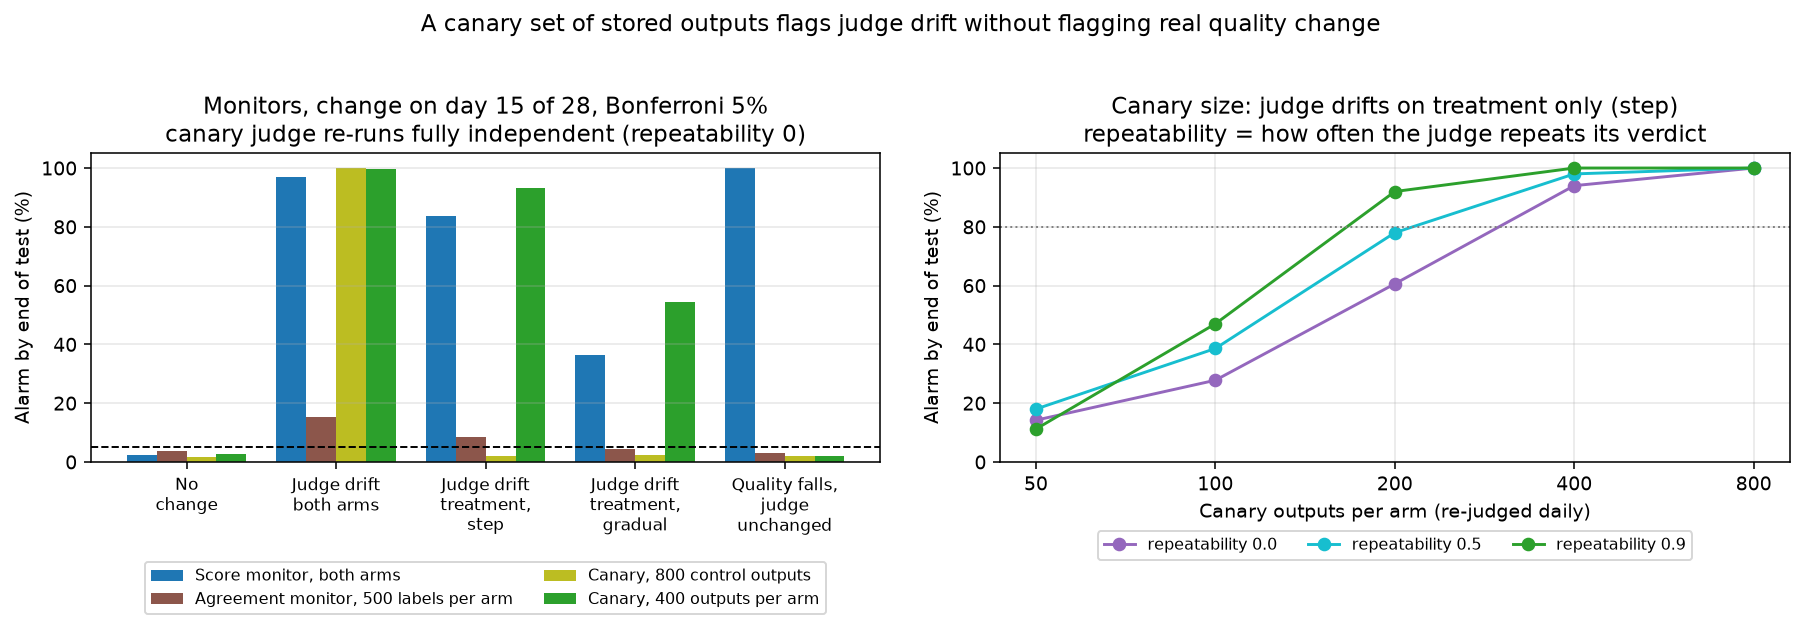 A canary set of stored outputs flags judge drift without flagging real quality change
Monitors, change on day 15 of 28, Bonferroni 5%
canary judge re-runs fully independent (repeatability 0)
Alarm by end of test (%)
100
80
60
40
20
0
No
change
Judge drift
both arms
Judge drift
treatment,
step
Judge drift
treatment,
gradual
Quality falls,
judge
unchanged
Score monitor, both arms
Agreement monitor, 500 labels per arm
Canary, 800 control outputs
Canary, 400 outputs per arm
Canary size: judge drifts on treatment only (step)
repeatability = how often the judge repeats its verdict
Alarm by end of test (%)
100
80
60
40
20
0
50
100
200
400
800
Canary outputs per arm (re-judged daily)
repeatability 0.0
repeatability 0.5
repeatability 0.9